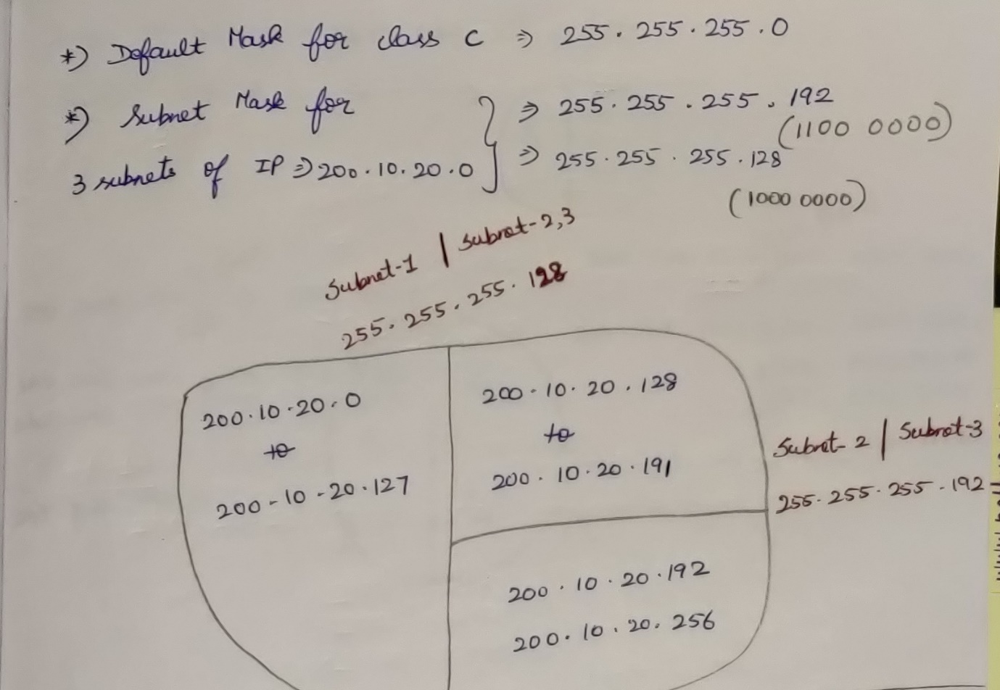 *) Default Mask for class C ⇒ 255.255.255.0
*) Subnet Mask for
3 subnets of IP ⇒ 200.10.20.0
⇒ 255.255.255.192
(1100 0000)
⇒ 255.255.255.128
(1000 0000)
Subnet-1 | Subnet-2,3
255.255.255.128
200.10.20.0
to
200-10-20.127
200.10.20.128
to
200.10.20.191
Subnet-2 | Subnet-3
255.255.255.192
200.10.20.192
200.10.20.256